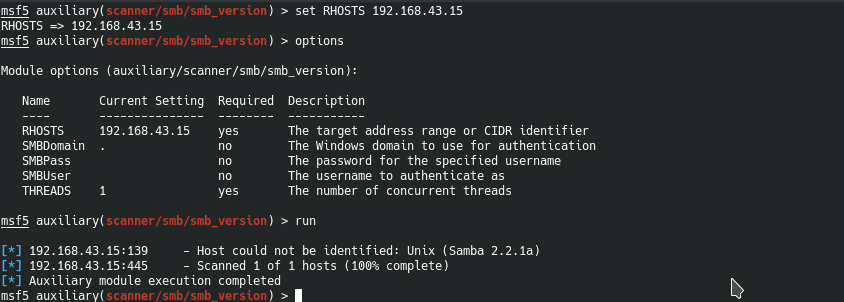 msf5 auxiliary(scanner/smb/smb_version) > set RHOSTS 192.168.43.15
RHOSTS => 192.168.43.15
msf5 auxiliary(scanner/smb/smb_version) > options
Module options (auxiliary/scanner/smb/smb_version):
Name Current Setting Required Description
---- --------------- -------- -----------
RHOSTS 192.168.43.15 yes The target address range or CIDR identifier
SMBDomain . no The Windows domain to use for authentication
SMBPass no The password for the specified username
SMBUser no The username to authenticate as
THREADS 1 yes The number of concurrent threads
msf5 auxiliary(scanner/smb/smb_version) > run
[*] 192.168.43.15:139 - Host could not be identified: Unix (Samba 2.2.1a)
[*] 192.168.43.15:445 - Scanned 1 of 1 hosts (100% complete)
[*] Auxiliary module execution completed
msf5 auxiliary(scanner/smb/smb_version) >